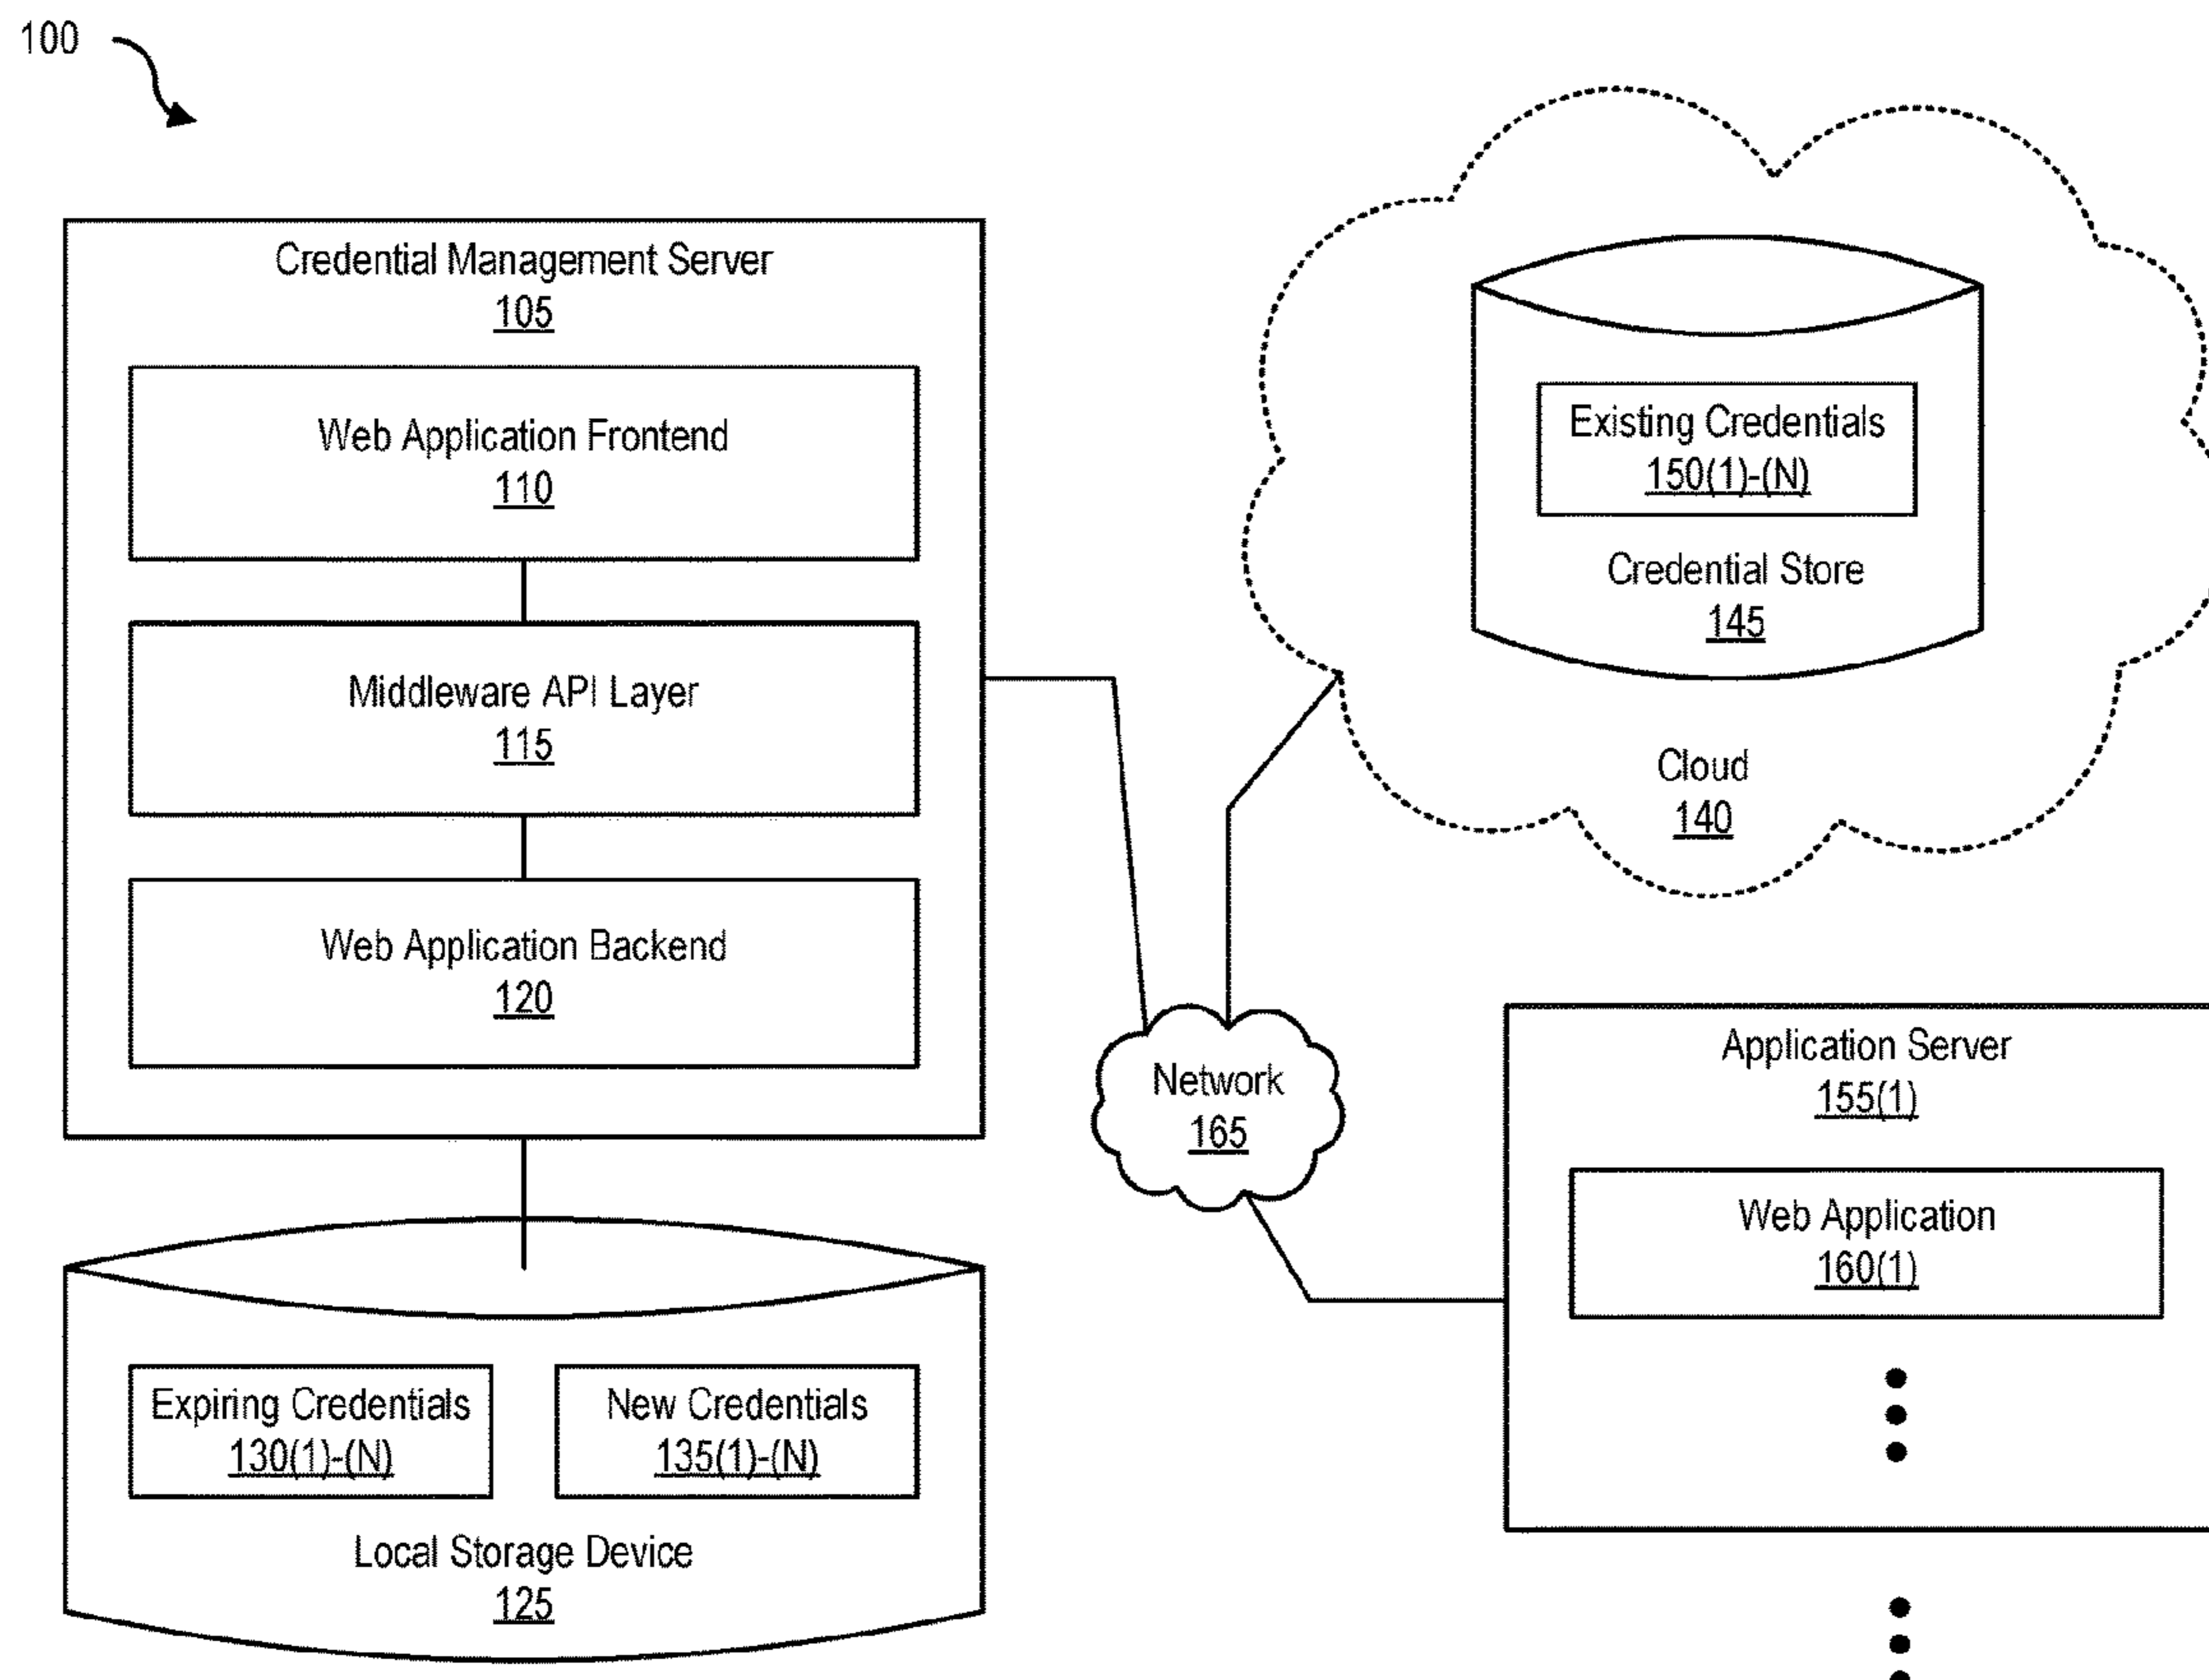 100
Credential Management Server
105
Web Application Frontend
110
Middleware API Layer
115
Web Application Backend
120
Expiring Credentials
130(1)-(N)
New Credentials
135(1)-(N)
Local Storage Device
125
Existing Credentials
150(1)-(N)
Credential Store
145
Cloud
140
Network
165
Application Server
155(1)
Web Application
160(1)